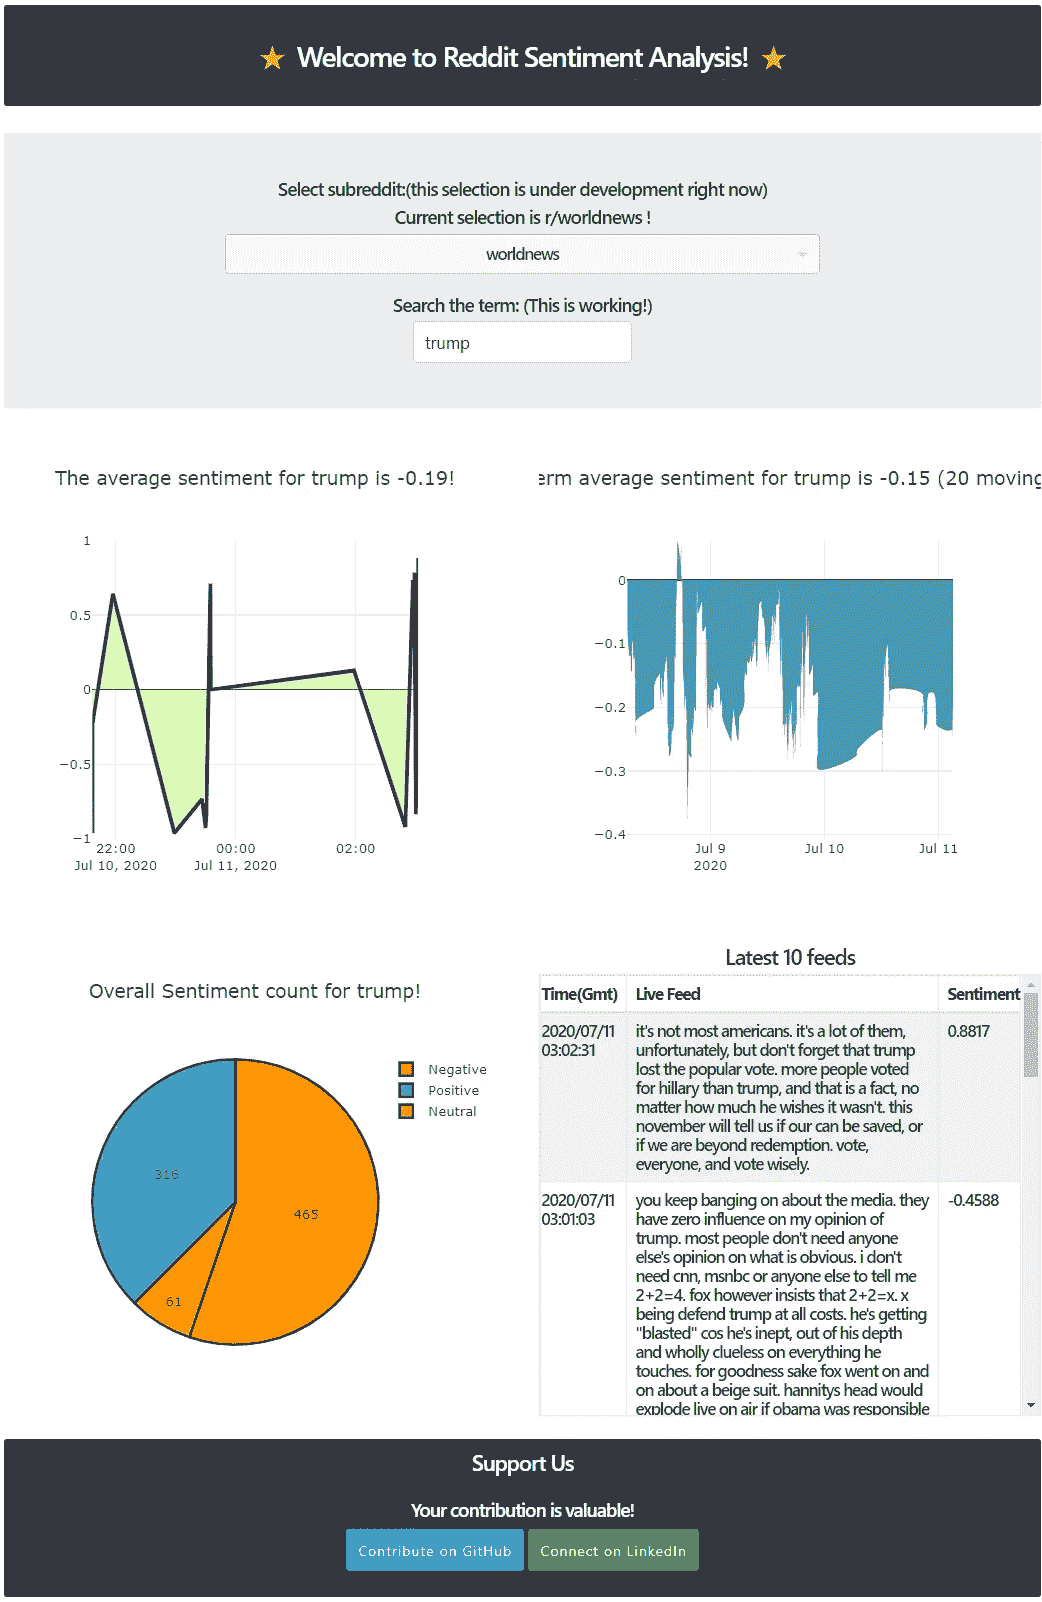 Welcome to Reddit Sentiment Analysis!
Select subreddit:(this selection is under development right now)
Current selection is r/worldnews !
worldnews
Search the term: (This is working!)
trump
The average sentiment for trump is -0.19!
1
0.5
0
−0.5
−1
22:00
Jul 10, 2020
00:00
Jul 11, 2020
02:00
erm average sentiment for trump is -0.15 (20 moving
0
−0.1
−0.2
−0.3
−0.4
Jul 9
2020
Jul 10
Jul 11
Overall Sentiment count for trump!
Negative
Positive
Neutral
316
465
61
Latest 10 feeds
Time(Gmt) Live Feed Sentiment
2020/07/11
03:02:31
it's not most americans. it's a lot of them,
unfortunately, but don't forget that trump
lost the popular vote. more people voted
for hillary than trump, and that is a fact, no
matter how much he wishes it wasn't. this
november will tell us if our can be saved, or
if we are beyond redemption. vote,
everyone, and vote wisely.
0.8817
2020/07/11
03:01:03
you keep banging on about the media. they
have zero influence on my opinion of
trump. most people don't need anyone
else's opinion on what is obvious. i don't
need cnn, msnbc or anyone else to tell me
2+2=4. fox however insists that 2+2=x. x
being defend trump at all costs. he's getting
"blasted" cos he's inept, out of his depth
and wholly clueless on everything he
touches. for goodness sake fox went on and
on about a beige suit. hannitys head would
explode live on air if obama was responsible
-0.4588
Support Us
Your contribution is valuable!
Contribute on GitHub
Connect on LinkedIn